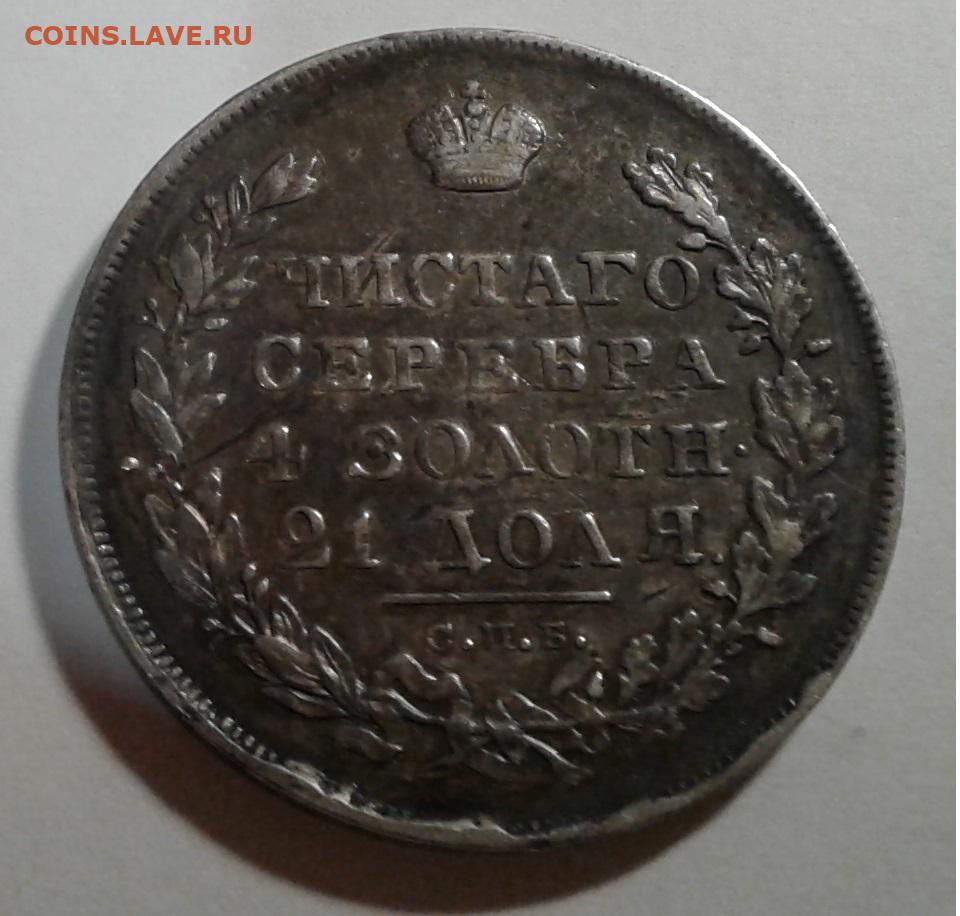 COINS.LAVE.RU
ЧИСТАГО
СЕРЕБРА
4 ЗОЛОТН.
21 ДОЛЯ.
С.П.Б.